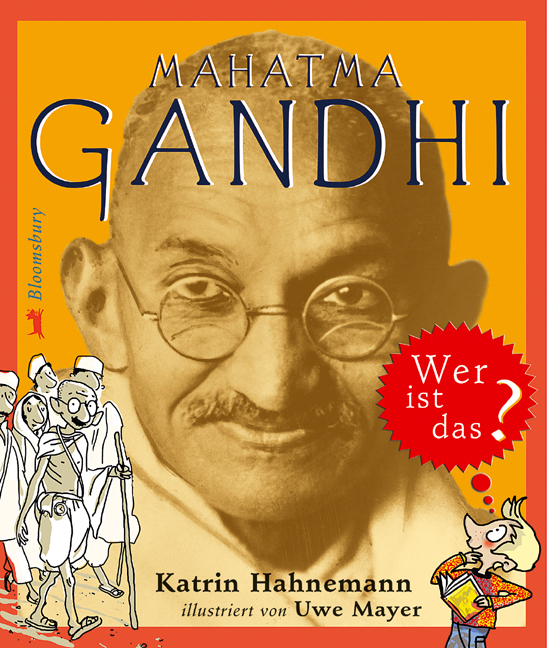 MAHATMA
GANDHI
Bloomsbury
Wer
ist
das?
Katrin Hahnemann
illustriert von Uwe Mayer